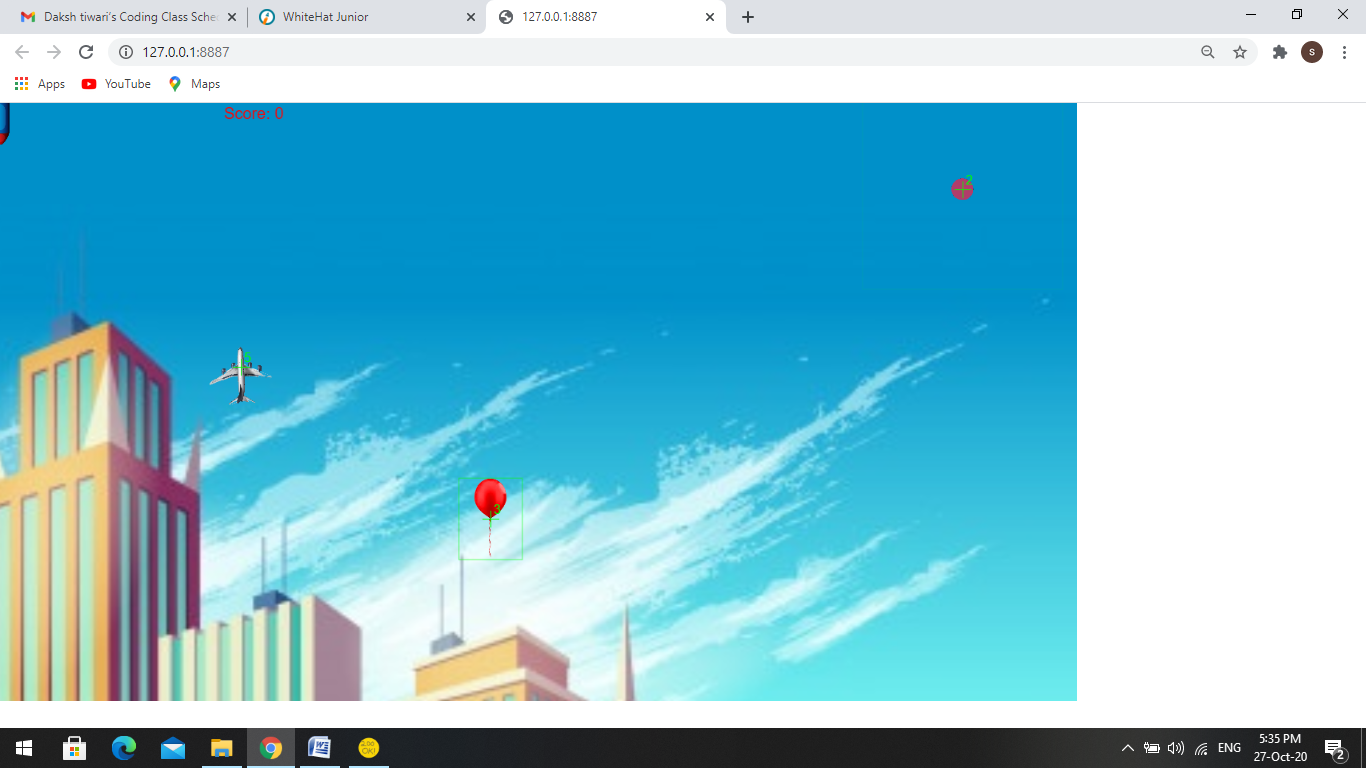 Daksh tiwari's Coding Class Sche
WhiteHat Junior
127.0.0.1:8887
127.0.0.1:8887
S
Apps
YouTube
Maps
Score: 0
2
5
3
W
ENG
5:35 PM
27-Oct-20
2